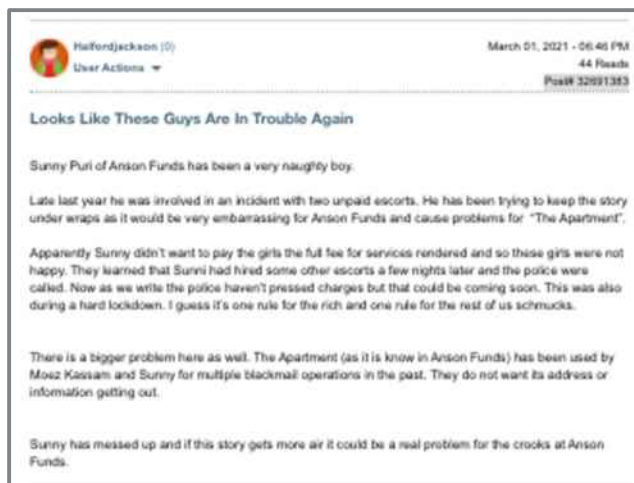 Halfordjackson (0)
User Actions
March 01, 2021 - 06:46 PM
44 Reads
Post# 32691383
Looks Like These Guys Are In Trouble Again
Sunny Puri of Anson Funds has been a very naughty boy.
Late last year he was involved in an incident with two unpaid escorts. He has been trying to keep the story
under wraps as it would be very embarrassing for Anson Funds and cause problems for "The Apartment".
Apparently Sunny didn't want to pay the girls the full fee for services rendered and so these girls were not
happy. They learned that Sunni had hired some other escorts a few nights later and the police were
called. Now as we write the police haven't pressed charges but that could be coming soon. This was also
during a hard lockdown. I guess it's one rule for the rich and one rule for the rest of us schmucks.
There is a bigger problem here as well. The Apartment (as it is know in Anson Funds) has been used by
Moez Kassam and Sunny for multiple blackmail operations in the past. They do not want its address or
information getting out.
Sunny has messed up and if this story gets more air it could be a real problem for the crooks at Anson
Funds.